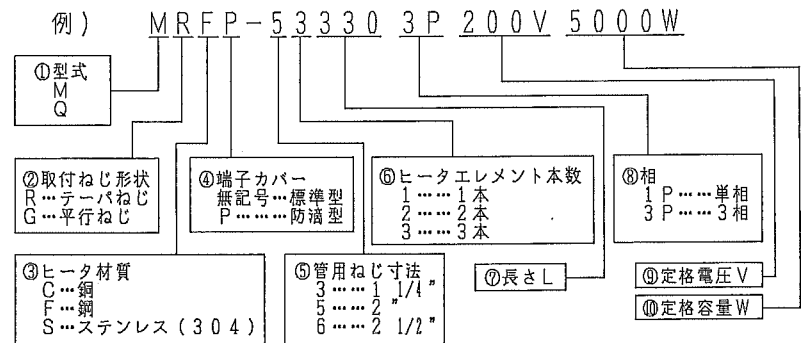 例) MRFP-53330 3P 200V 5000W
①型式
M
Q
②取付ねじ形状
R…テーパねじ
G…平行ねじ
④端子カバー
無記号…標準型
P………防滴型
⑥ヒータエレメント本数
1……1本
2……2本
3……3本
⑧相
1P……単相
3P……3相
③ヒータ材質
C…銅
F…鋼
S…ステンレス(304)
⑤管用ねじ寸法
3……1 1/4"
5……2"
6……2 1/2"
⑦長さL
⑨定格電圧V
⑩定格容量W